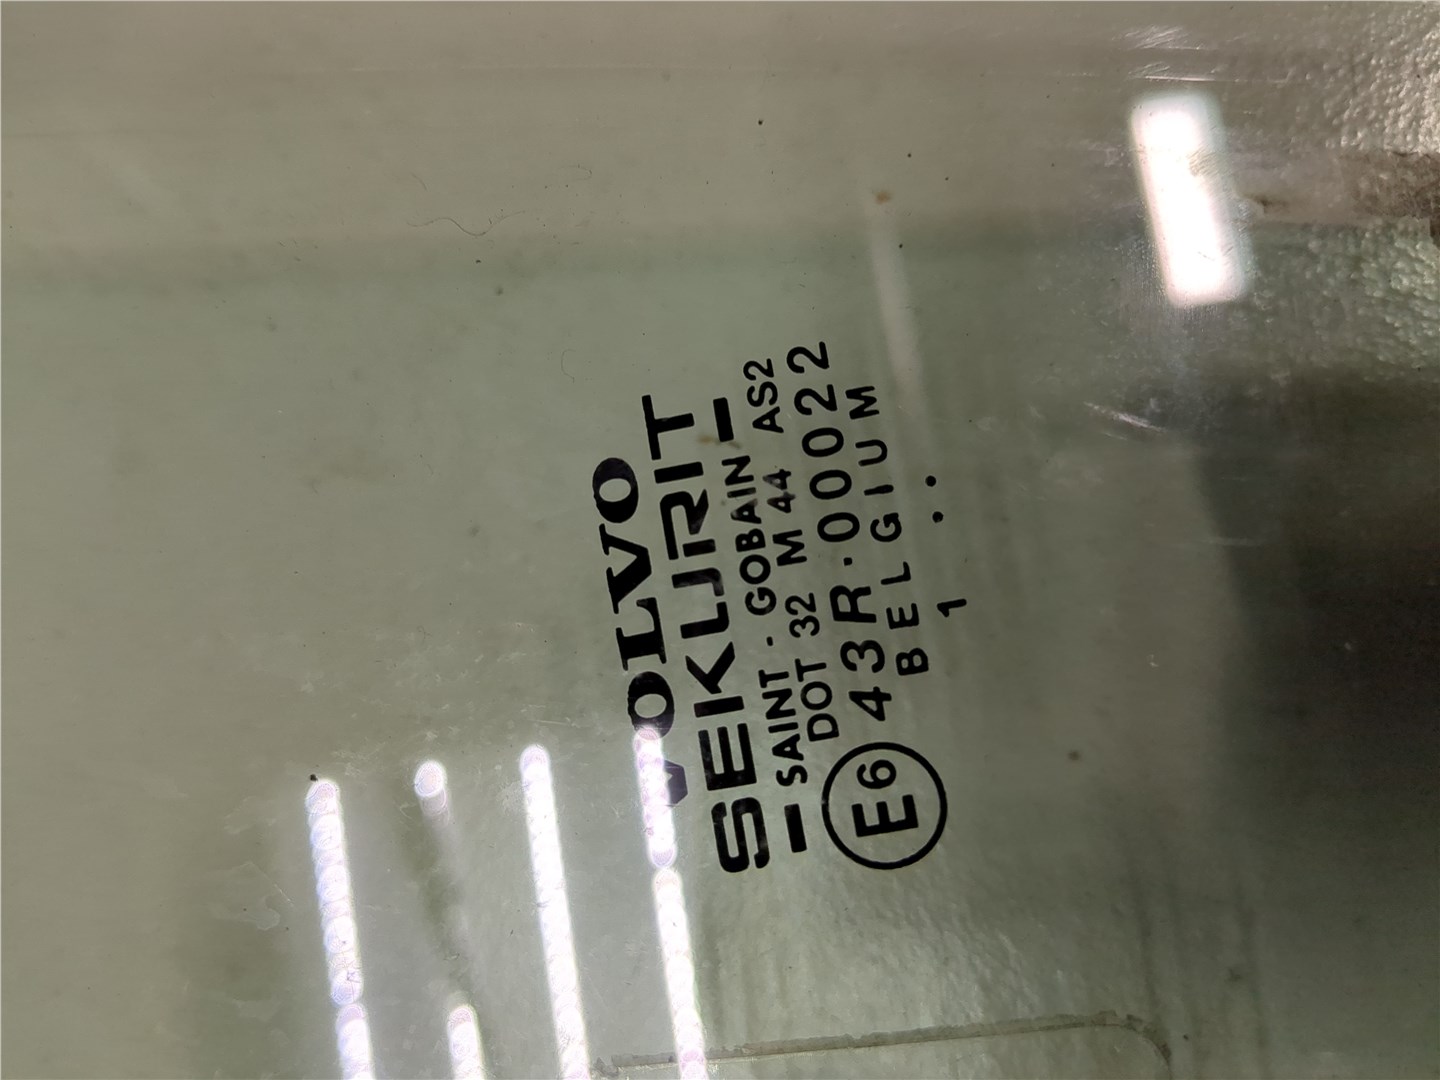 VOLVO
SEKURIT
SAINT · GOBAIN
DOT 32 M 44 AS2
E6 43R·00022
BELGIUM
1 ..